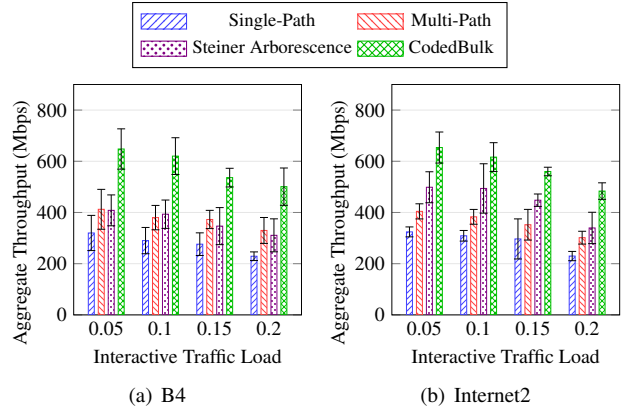 Single-Path Multi-Path
Steiner Arborescence CodedBulk
Aggregate Throughput (Mbps)
800
600
400
200
0
0.05 0.1 0.15 0.2
Interactive Traffic Load
(a) B4
Aggregate Throughput (Mbps)
800
600
400
200
0
0.05 0.1 0.15 0.2
Interactive Traffic Load
(b) Internet2